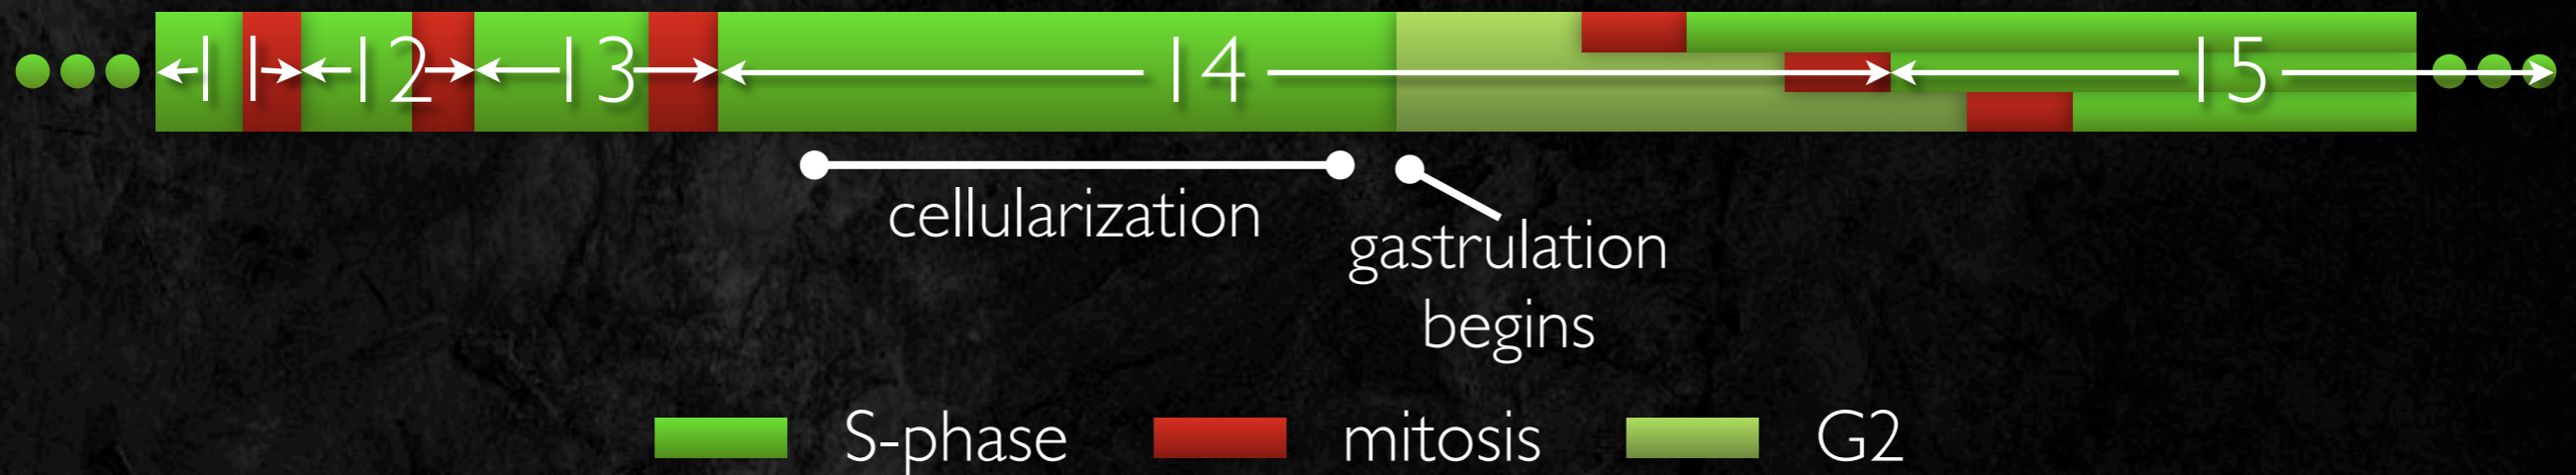 11 12 13 14 15
cellularization
gastrulation
begins
S-phase mitosis G2